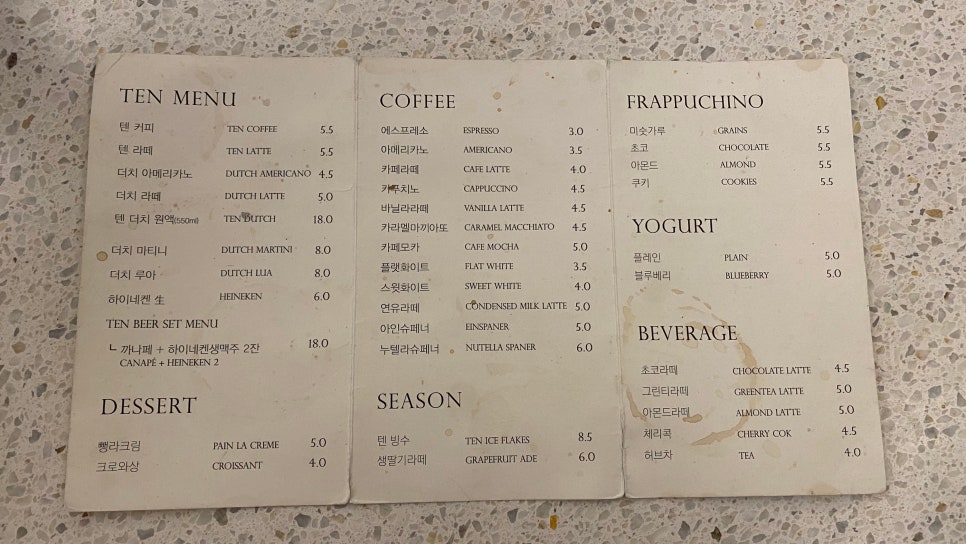 TEN MENU
텐 커피 TEN COFFEE 5.5
텐 라떼 TEN LATTE 5.5
더치 아메리카노 DUTCH AMERICANO 4.5
더치 라떼 DUTCH LATTE 5.0
텐 더치 원액(550ml) TEN DUTCH 18.0
더치 마티니 DUTCH MARTINI 8.0
더치 루아 DUTCH LUA 8.0
하이네켄 生 HEINEKEN 6.0
TEN BEER SET MENU
ㄴ 까나페 + 하이네켄생맥주 2잔 18.0
CANAPÉ + HEINEKEN 2
DESSERT
뺑라크림 PAIN LA CREME 5.0
크로와상 CROISSANT 4.0
COFFEE
에스프레소 ESPRESSO 3.0
아메리카노 AMERICANO 3.5
카페라떼 CAFE LATTE 4.0
카푸치노 CAPPUCCINO 4.5
바닐라라떼 VANILLA LATTE 4.5
카라멜마끼아또 CARAMEL MACCHIATO 4.5
카페모카 CAFE MOCHA 5.0
플랫화이트 FLAT WHITE 3.5
스윗화이트 SWEET WHITE 4.0
연유라떼 CONDENSED MILK LATTE 5.0
아인슈페너 EINSPANER 5.0
누텔라슈페너 NUTELLA SPANER 6.0
SEASON
텐 빙수 TEN ICE FLAKES 8.5
생딸기라떼 GRAPEFRUIT ADE 6.0
FRAPPUCHINO
미숫가루 GRAINS 5.5
초코 CHOCOLATE 5.5
아몬드 ALMOND 5.5
쿠키 COOKIES 5.5
YOGURT
플레인 PLAIN 5.0
블루베리 BLUEBERRY 5.0
BEVERAGE
초코라떼 CHOCOLATE LATTE 4.5
그린티라떼 GREENTEA LATTE 5.0
아몬드라떼 ALMOND LATTE 5.0
체리콕 CHERRY COK 4.5
허브차 TEA 4.0